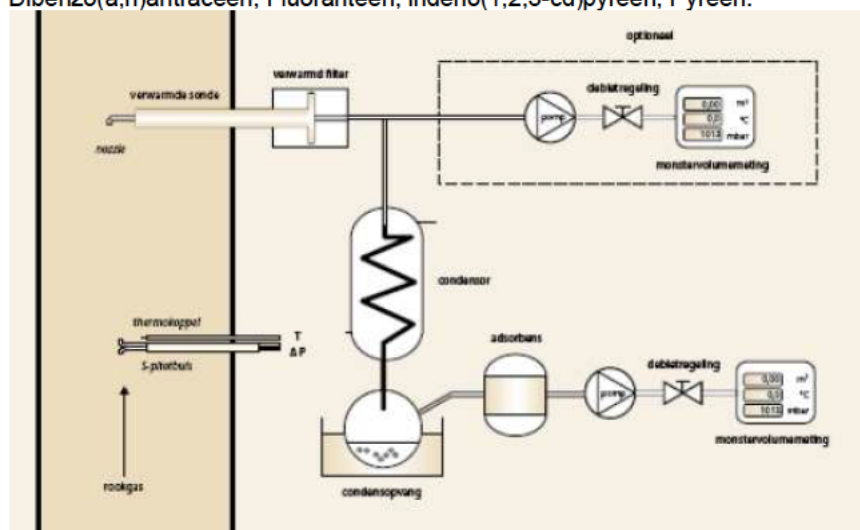 Dibenzo(a,h)antraceen, Fluorantheen, Indeno(1,2,3-cd)pyreen, Pyreen.
optioneel
verwarmd filter
verwarmde sonde
debietregeling
nozzle
pomp
0,00 m³
0,0 °C
1013 mbar
monstervolumemeting
condensor
thermokoppel
T
ΔP
S-pitotbuis
adsorbens
debietregeling
pomp
0,00 m³
0,0 °C
1013 mbar
monstervolumemeting
rookgas
condensopvang